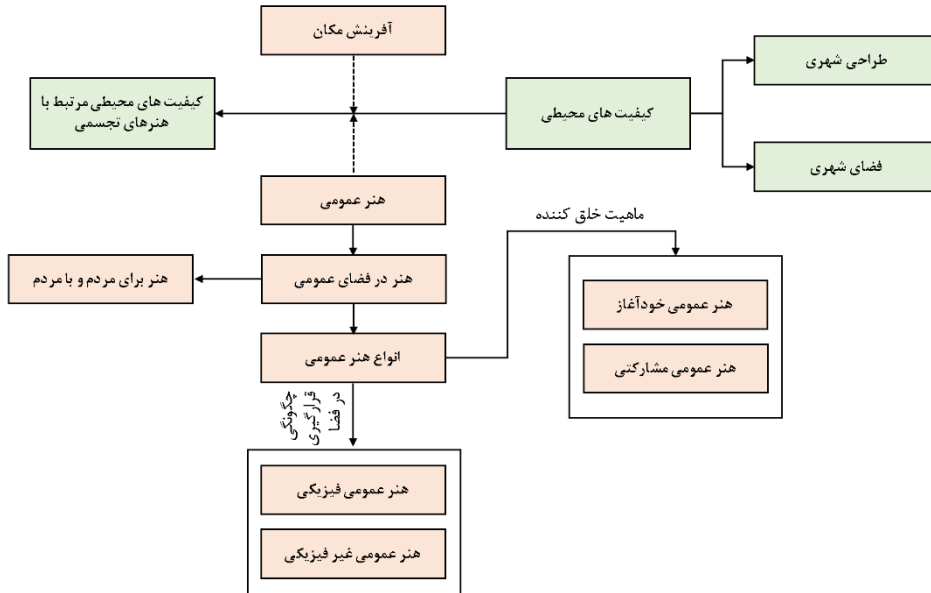 آفرینش مکان
طراحی شهری
کیفیت های محیطی
کیفیت های محیطی مرتبط با
هنرهای تجسمی
فضای شهری
هنر عمومی
ماهیت خلق کننده
هنر در فضای عمومی
هنر برای مردم و با مردم
هنر عمومی خودآغاز
انواع هنر عمومی
هنر عمومی مشارکتی
چگونگی
قرارگیری
در فضا
هنر عمومی فیزیکی
هنر عمومی غیر فیزیکی